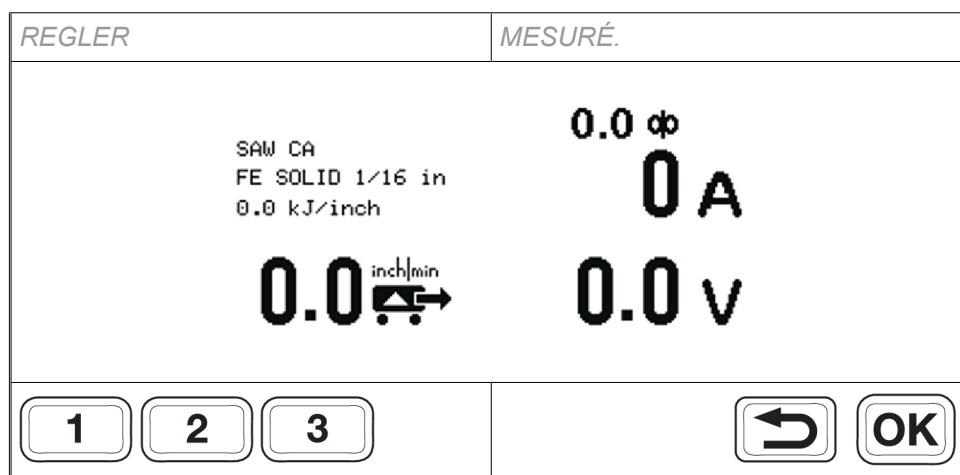 REGLER
MESURÉ.
SAW CA
FE SOLID 1/16 in
0.0 kJ/inch
0.0 inch/min
0.0
0 A
0.0 V
1 2 3
OK